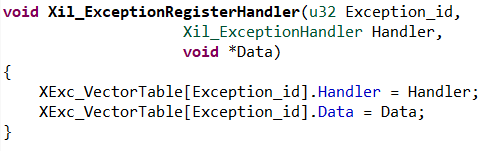 void Xil_ExceptionRegisterHandler(u32 Exception_id,
Xil_ExceptionHandler Handler,
void *Data)
{
XExc_VectorTable[Exception_id].Handler = Handler;
XExc_VectorTable[Exception_id].Data = Data;
}